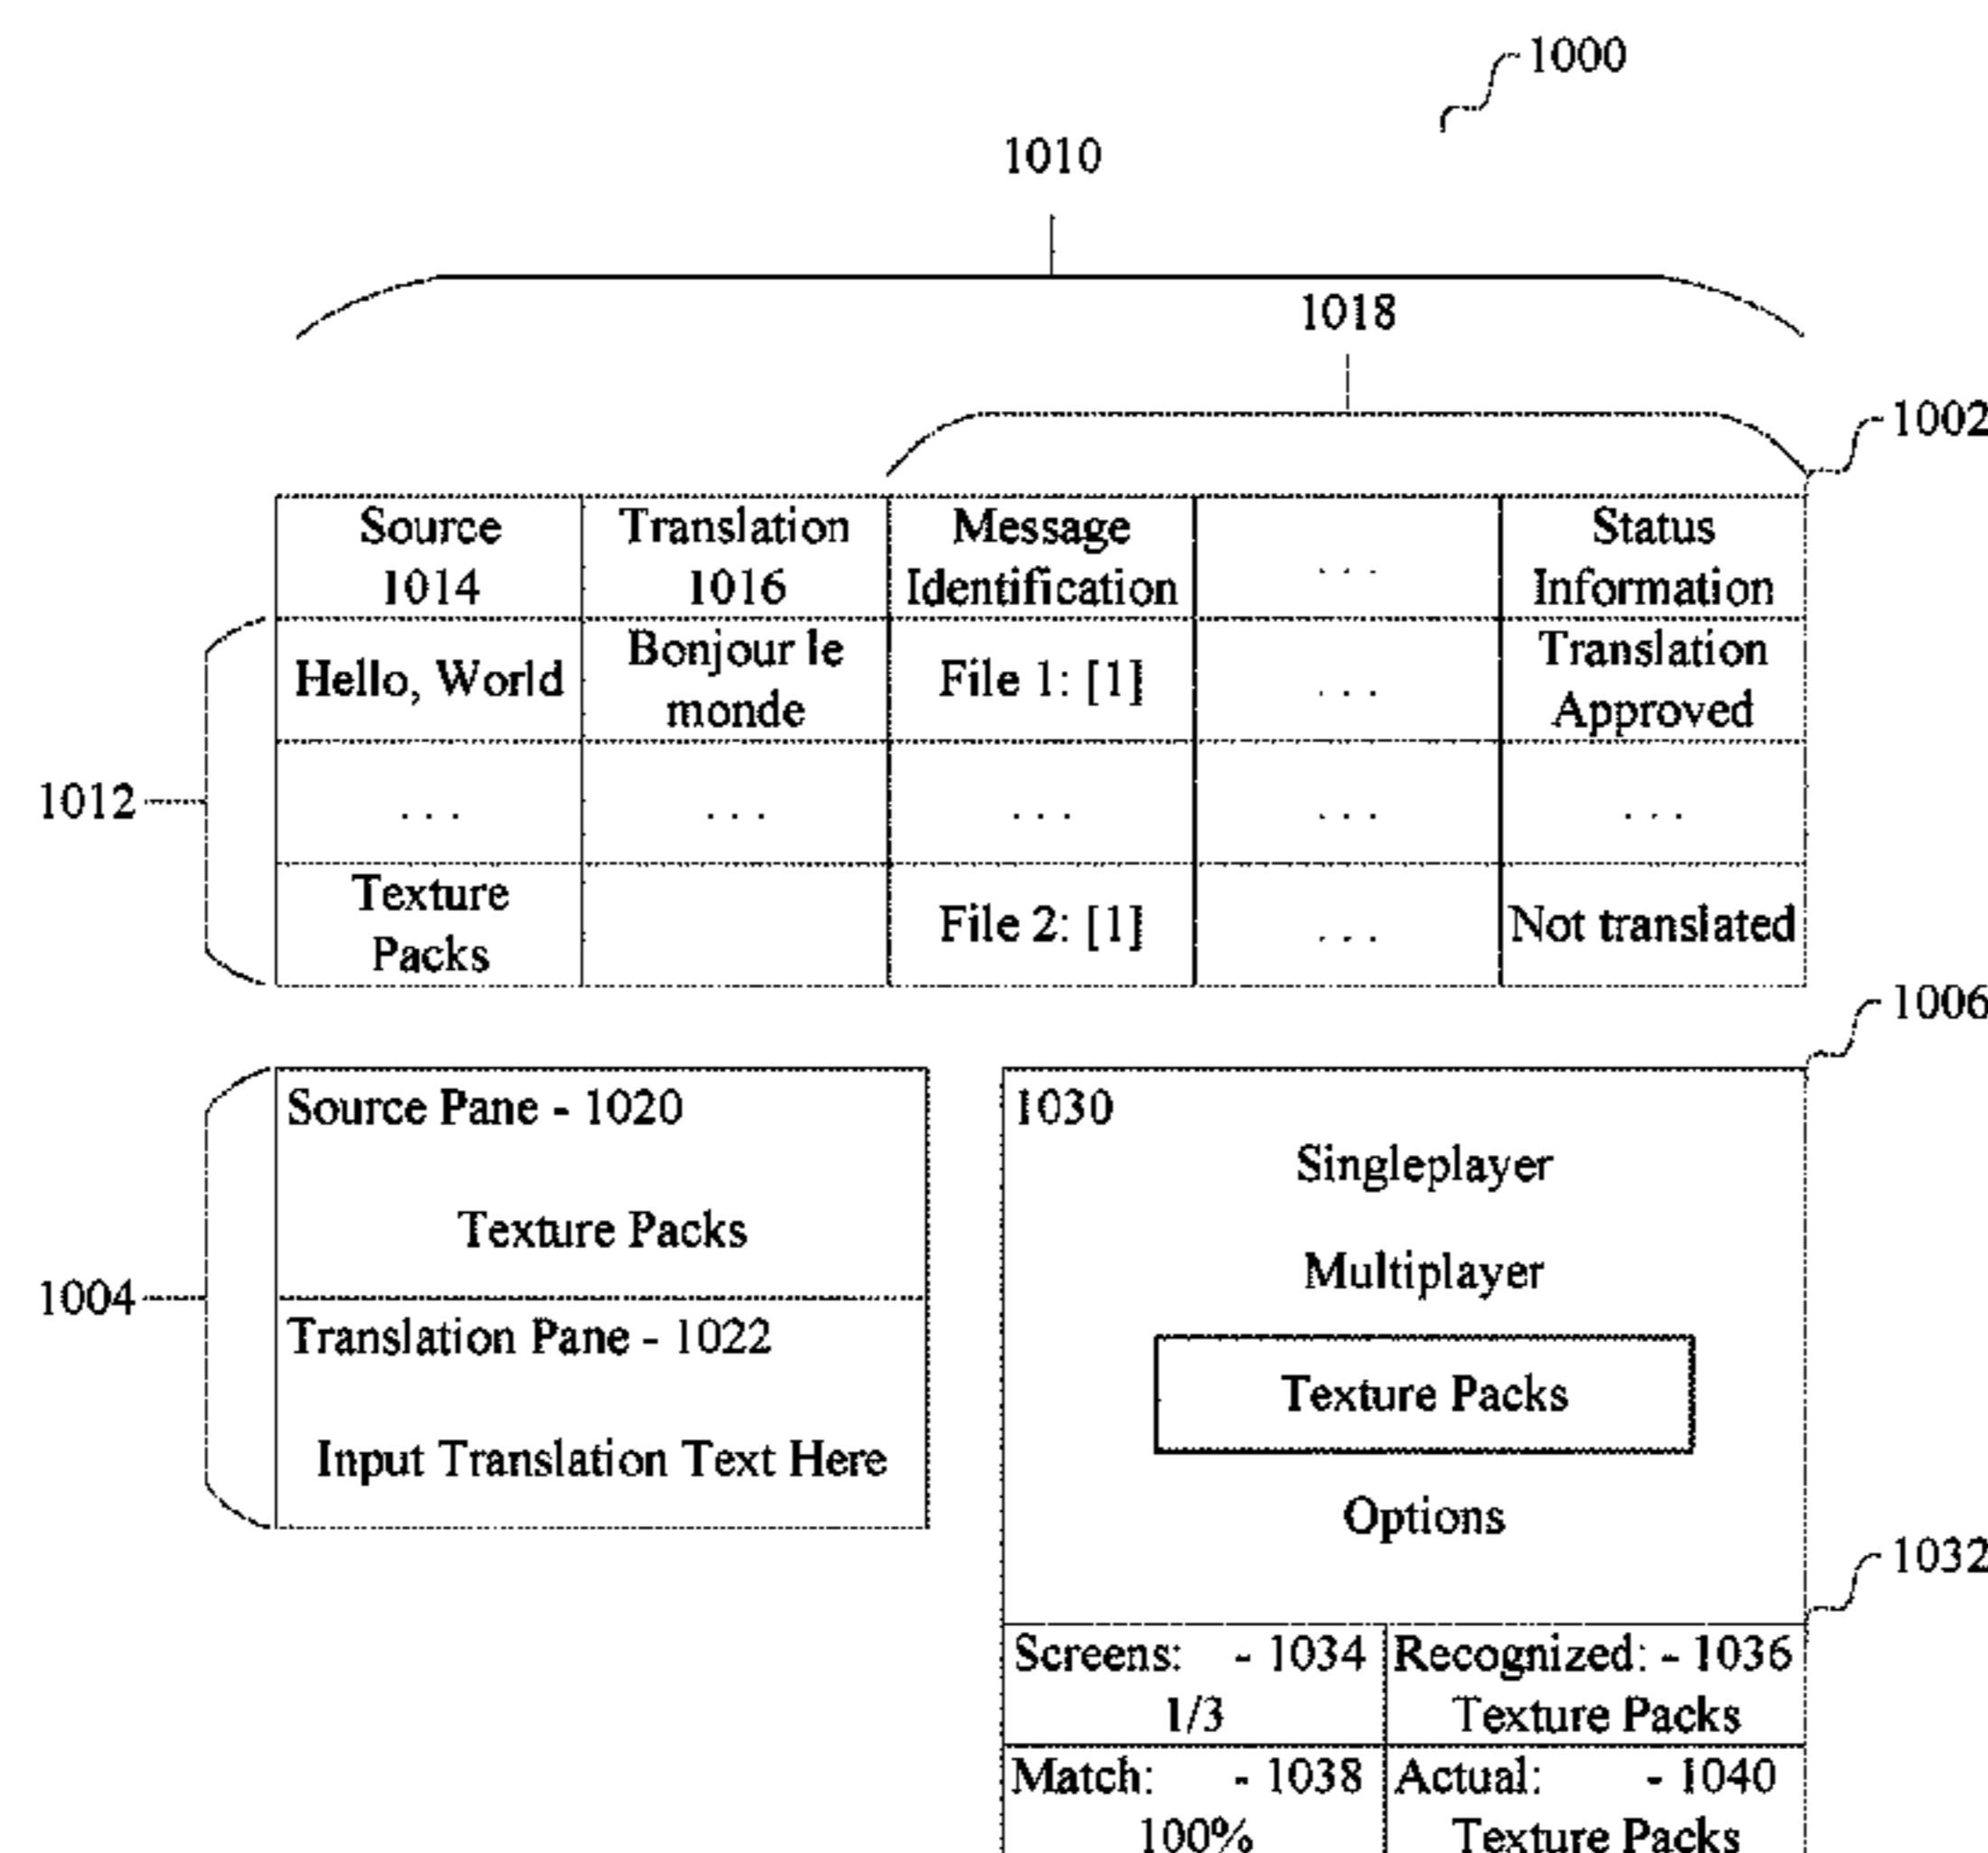 1000
1010
1018
1002
Source
1014
Translation
1016
Message
Identification
. . .
Status
Information
1012
Hello, World
Bonjour le
monde
File 1: [1]
. . .
Translation
Approved
. . .
. . .
. . .
. . .
. . .
Texture
Packs
File 2: [1]
. . .
Not translated
1004
Source Pane - 1020
Texture Packs
Translation Pane - 1022
Input Translation Text Here
1006
1030
Singleplayer
Multiplayer
Texture Packs
Options
1032
Screens: - 1034
1/3
Recognized: - 1036
Texture Packs
Match: - 1038
100%
Actual: - 1040
Texture Packs